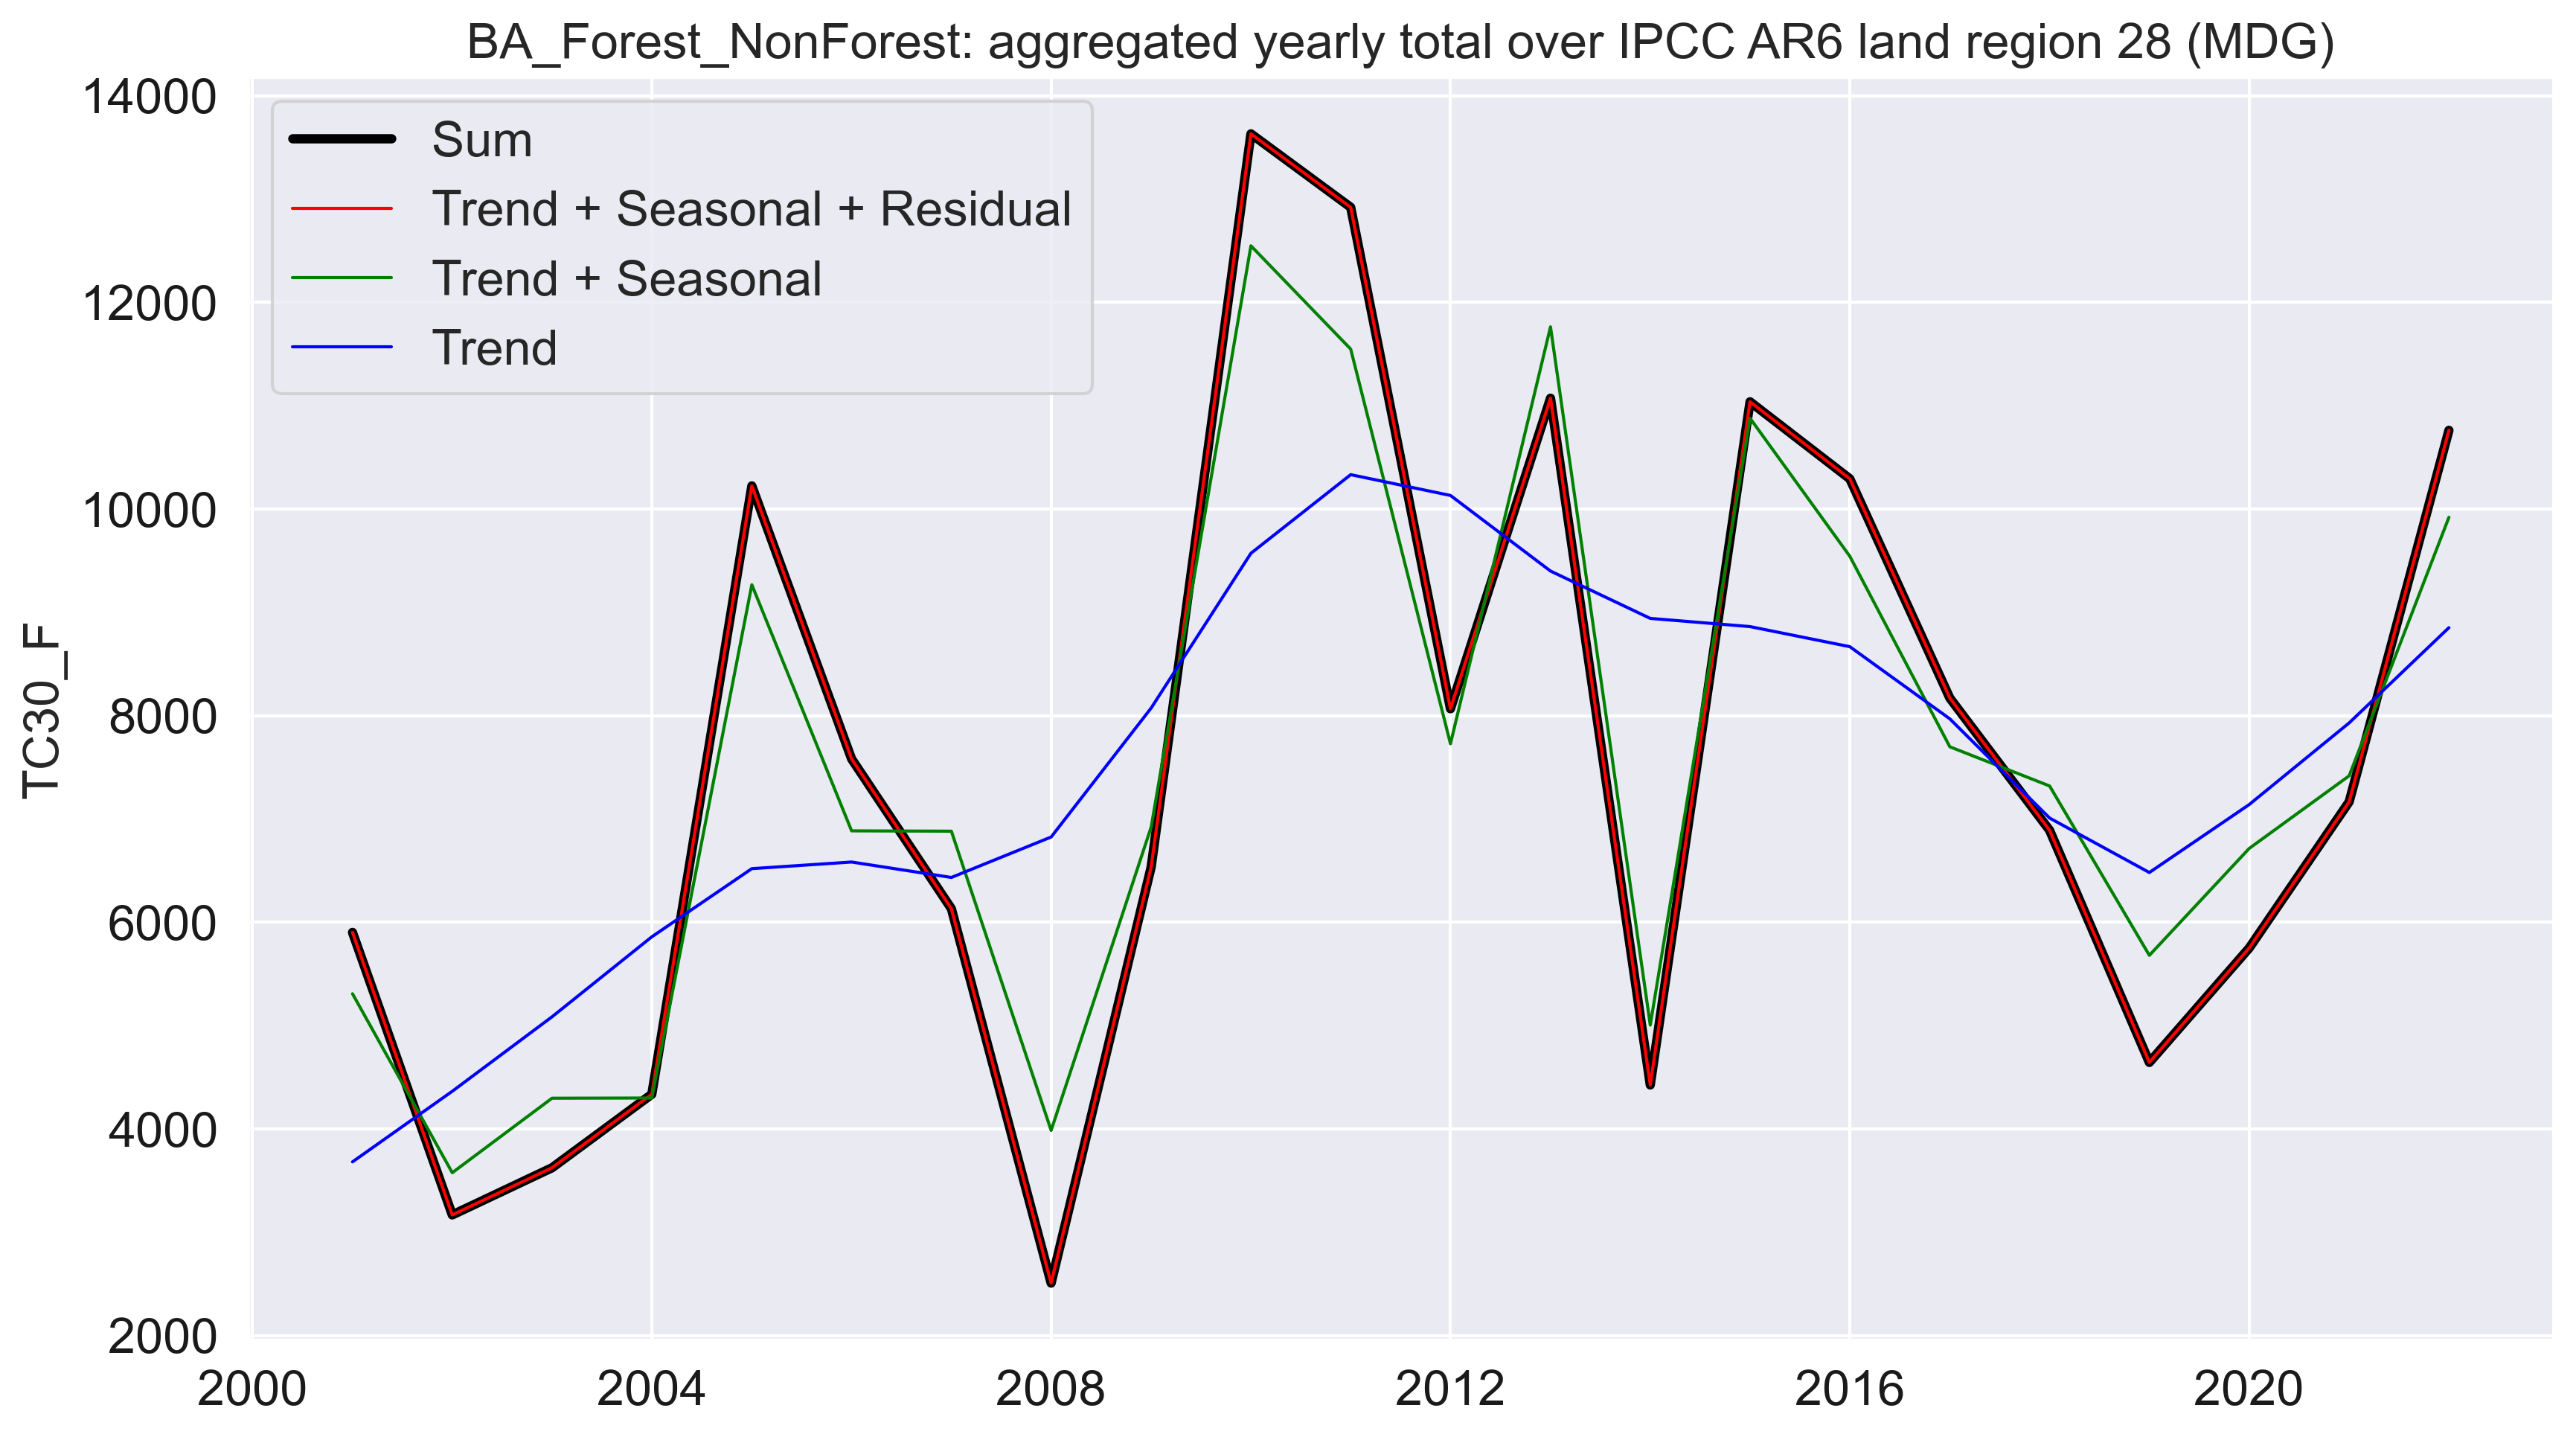 BA_Forest_NonForest: aggregated yearly total over IPCC AR6 land region 28 (MDG)
14000
12000
10000
8000
6000
4000
2000
TC30_F
Sum
Trend + Seasonal + Residual
Trend + Seasonal
Trend
2000 2004 2008 2012 2016 2020